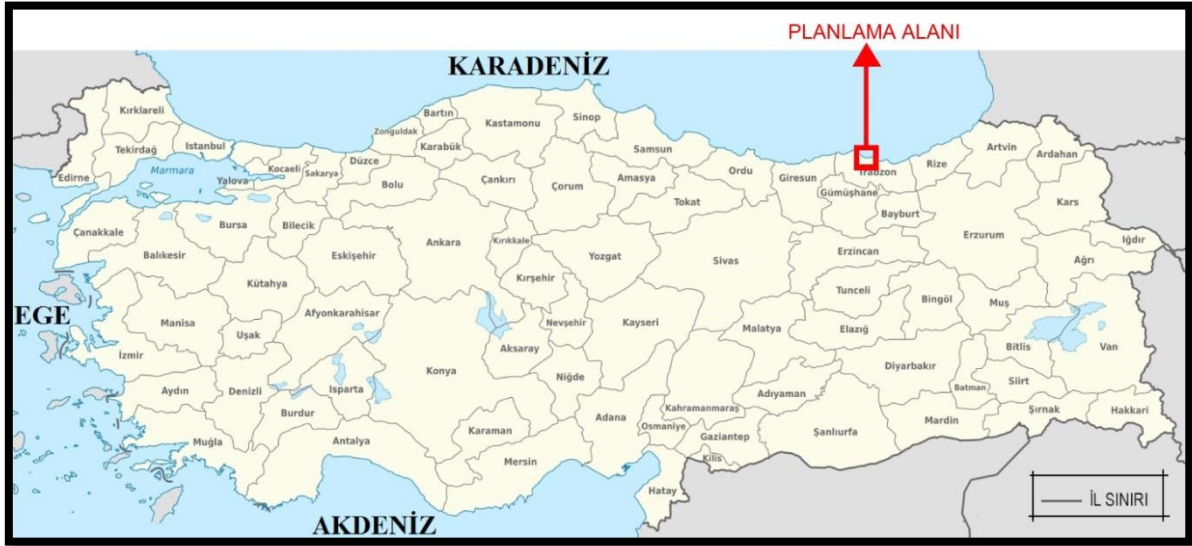 PLANLAMA ALANI
KARADENİZ
Kırklareli
Bartın
Sinop
Zonguldak
Kastamonu
Tekirdağ
Istanbul
Karabük
Samsun
Artvin
Ardahan
Edirne
Marmara
Yalova
Kocaeli
Sakarya
Düzce
Bolu
Çankırı
Çorum
Amasya
Ordu
Giresun
Trabzon
Rize
Tokat
Gümüşhane
Bayburt
Kars
Çanakkale
Bursa
Bilecik
Balıkesir
Eskişehir
Ankara
Kırıkkale
Yozgat
Sivas
Erzincan
Erzurum
Iğdır
Ağrı
Kütahya
Kırşehir
Tunceli
Bingöl
Muş
EGE
Manisa
Uşak
Afyonkarahisar
Nevşehir
Kayseri
Malatya
Elazığ
Bitlis
Van
İzmir
Aksaray
Konya
Niğde
Diyarbakır
Aydın
Denizli
Isparta
Adıyaman
Batman
Siirt
Burdur
Kahramanmaraş
Adana
Osmaniye
Gaziantep
Şanlıurfa
Mardin
Şırnak
Hakkari
Muğla
Antalya
Karaman
Mersin
Kilis
Hatay
İL SINIRI
AKDENİZ